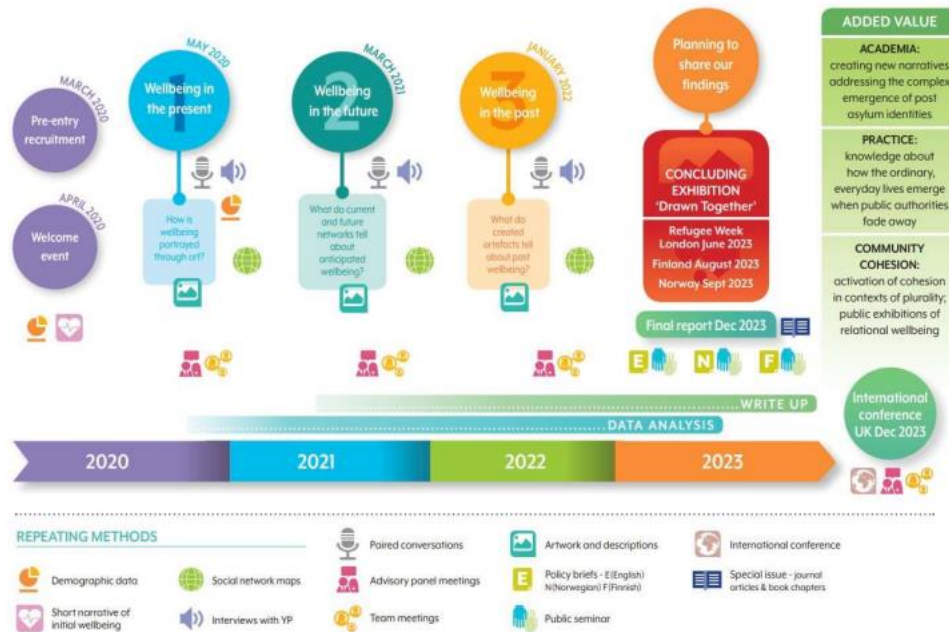 MARCH 2020
Pre-entry
recruitment
APRIL 2020
Welcome
event
MAY 2020
1
Wellbeing in
the present
How is
wellbeing
portrayed
through art?
MARCH 2021
2
Wellbeing
in the future
What do current
and future
networks tell
about
anticipated
wellbeing?
JANUARY 2022
3
Wellbeing
in the past
What do
created
artefacts tell
about past
wellbeing?
Planning to
share our
findings
CONCLUDING
EXHIBITION
'Drawn Together'
Refugee Week
London June 2023
Finland August 2023
Norway Sept 2023
Final report Dec 2023
E N F
ADDED VALUE
ACADEMIA:
creating new narratives
addressing the complex
emergence of post
asylum identities
PRACTICE:
knowledge about
how the ordinary,
everyday lives emerge
when public authorities
fade away
COMMUNITY
COHESION:
activation of cohesion
in contexts of plurality;
public exhibitions of
relational wellbeing
International
conference
UK Dec 2023
WRITE UP
DATA ANALYSIS
2020 2021 2022 2023
REPEATING METHODS
Demographic data
Short narrative of
initial wellbeing
Social network maps
Interviews with YP
Paired conversations
Advisory panel meetings
Team meetings
Artwork and descriptions
E
Policy briefs - E(English)
N(Norwegian) F(Finnish)
Public seminar
International conference
Special issue - journal
articles & book chapters